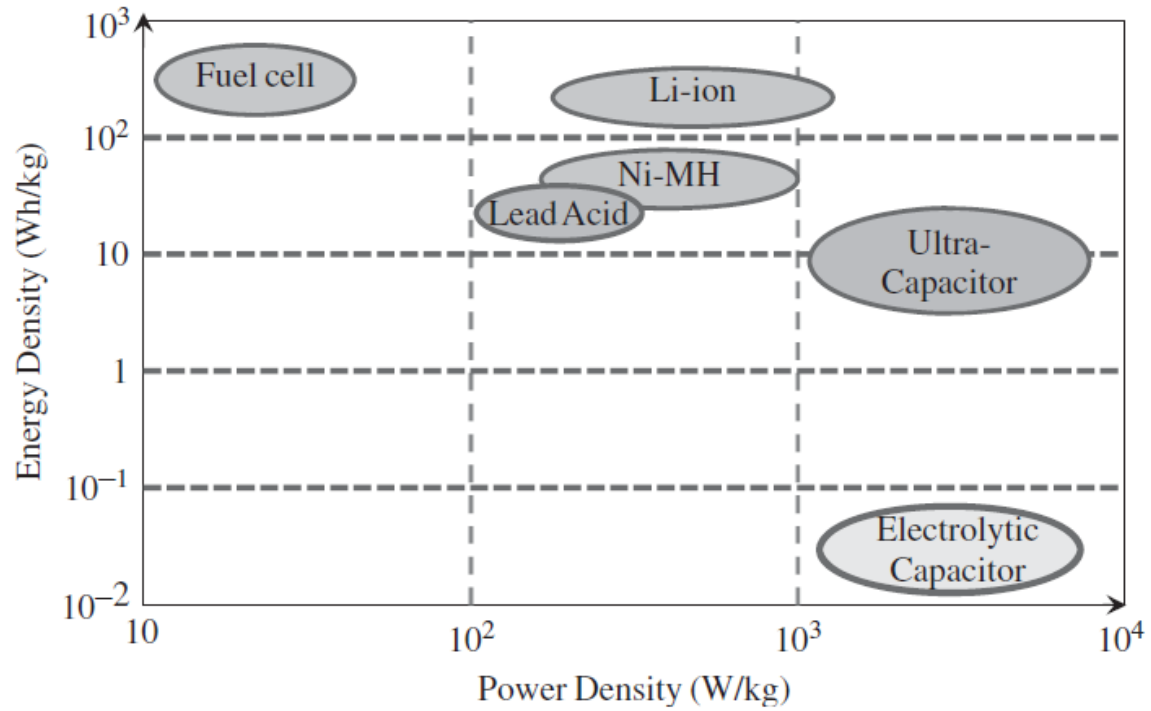 10³
Fuel cell
Li-ion
10²
Ni-MH
Lead Acid
10
Ultra-
Capacitor
1
10⁻¹
Electrolytic
Capacitor
10⁻²
Energy Density (Wh/kg)
10
10²
10³
10⁴
Power Density (W/kg)